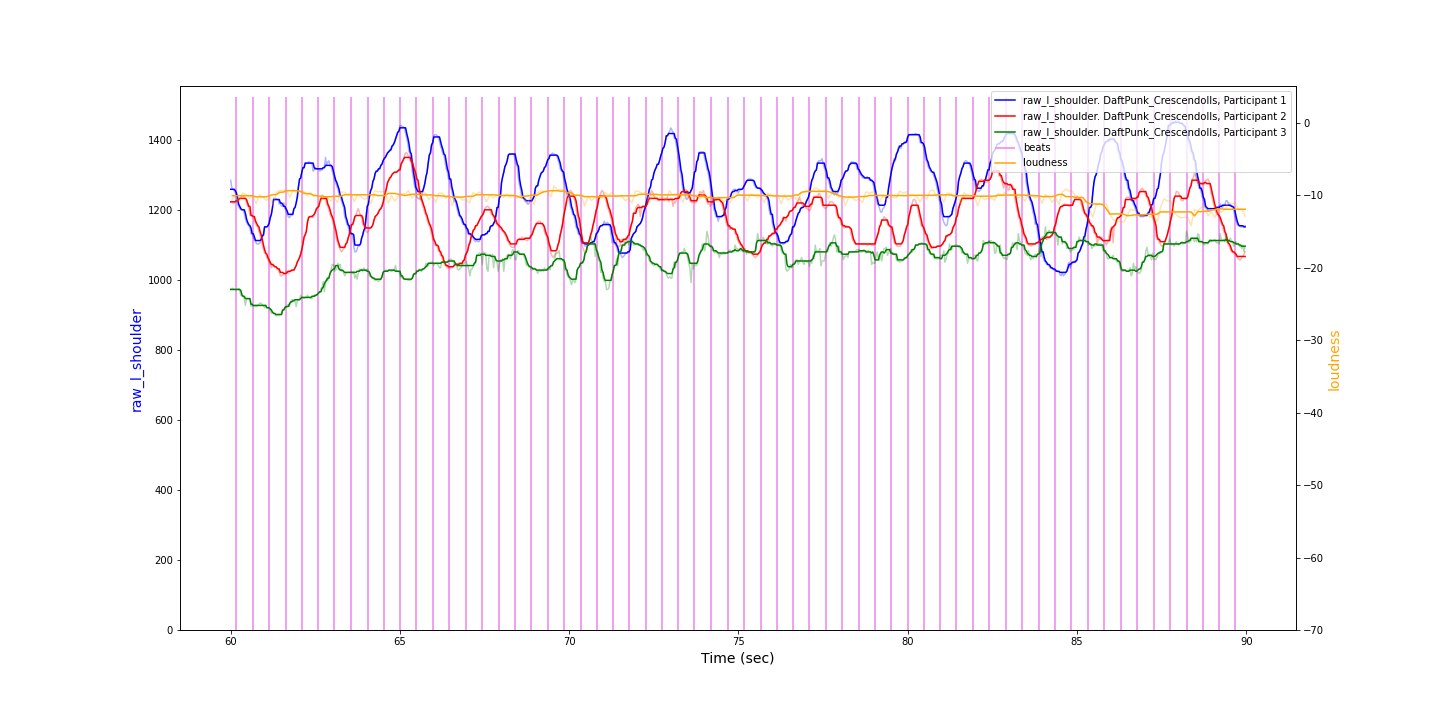 raw_l_shoulder. DaftPunk_Crescendolls, Participant 1
raw_l_shoulder. DaftPunk_Crescendolls, Participant 2
raw_l_shoulder. DaftPunk_Crescendolls, Participant 3
beats
loudness
1400
1200
1000
800
600
400
200
0
raw_l_shoulder
0
−10
−20
−30
−40
−50
−60
−70
loudness
60
65
70
75
80
85
90
Time (sec)